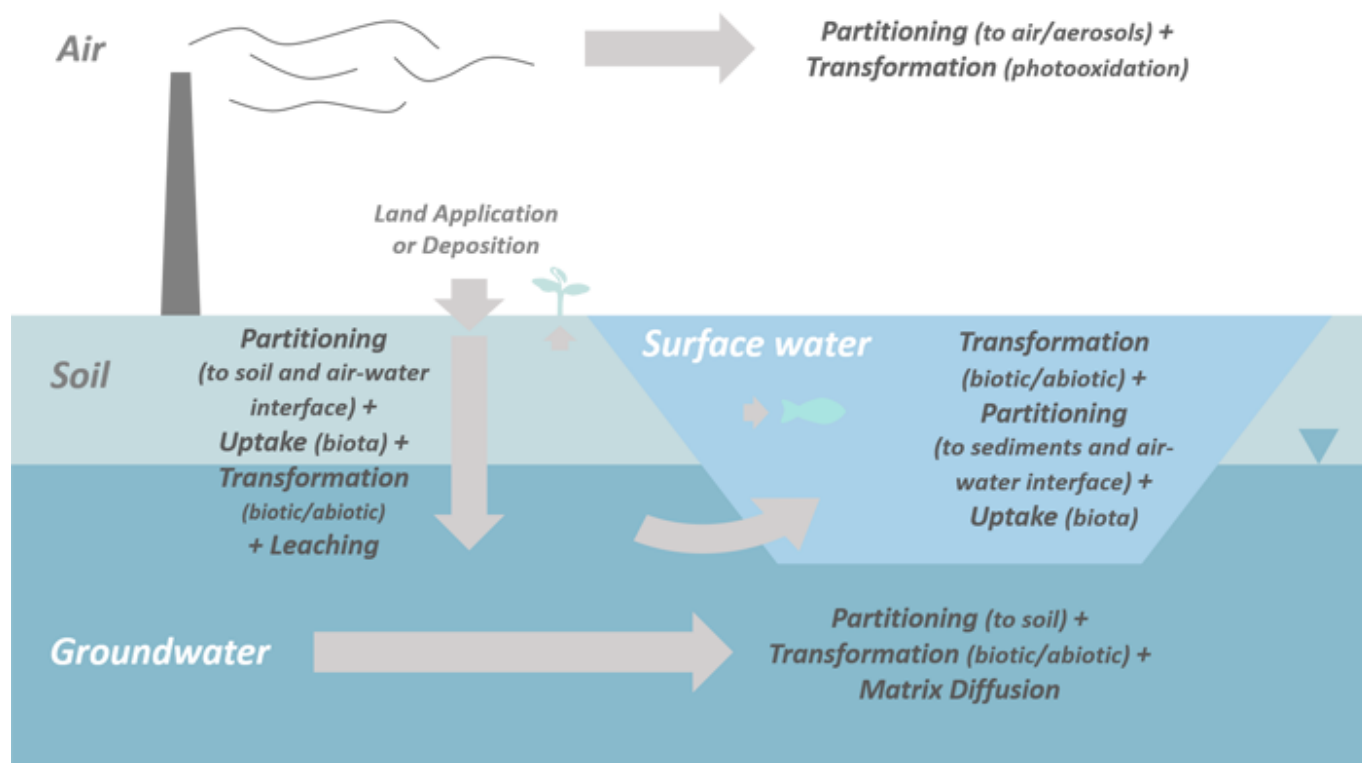 Air
Partitioning (to air/aerosols) +
Transformation (photooxidation)
Land Application
or Deposition
Soil
Partitioning
(to soil and air-water
interface) +
Uptake (biota) +
Transformation
(biotic/abiotic)
+ Leaching
Surface water
Transformation
(biotic/abiotic) +
Partitioning
(to sediments and air-
water interface) +
Uptake (biota)
Groundwater
Partitioning (to soil) +
Transformation (biotic/abiotic) +
Matrix Diffusion